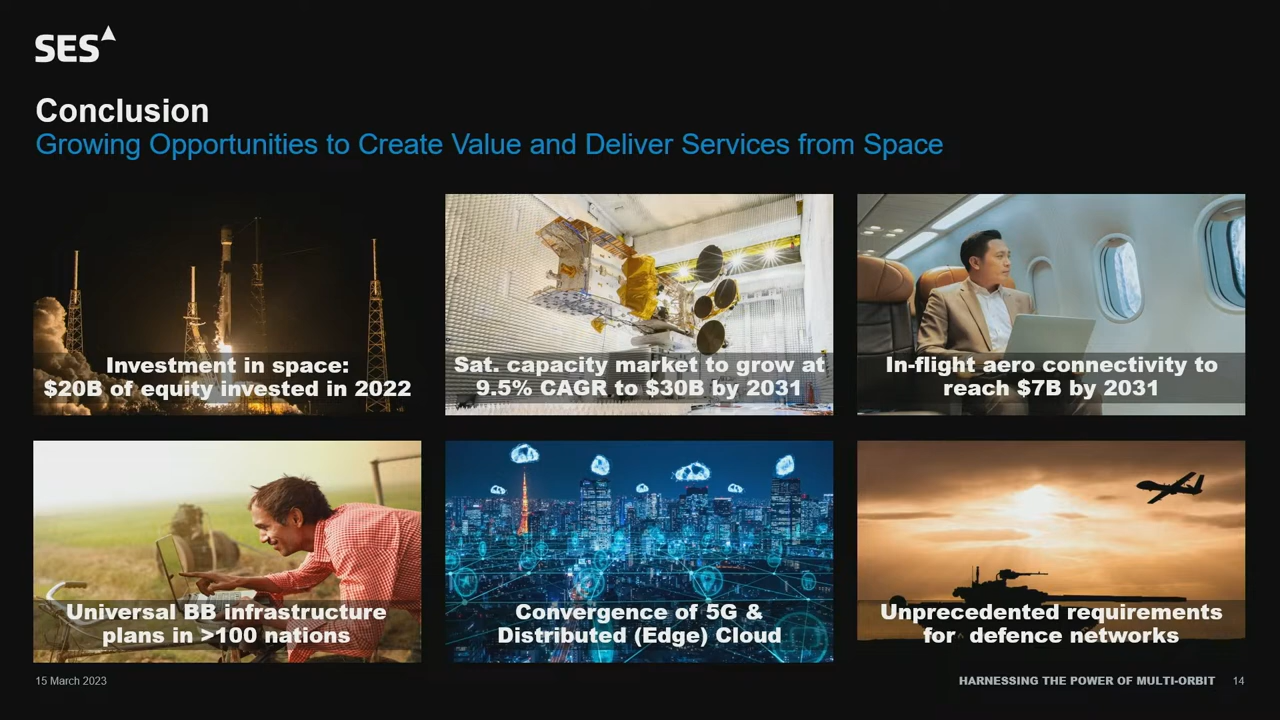 SES
Conclusion
Growing Opportunities to Create Value and Deliver Services from Space
Investment in space:
$20B of equity invested in 2022
Sat. capacity market to grow at
9.5% CAGR to $30B by 2031
In-flight aero connectivity to
reach $7B by 2031
Universal BB infrastructure
plans in >100 nations
Convergence of 5G &
Distributed (Edge) Cloud
Unprecedented requirements
for  defence networks
15 March 2023
HARNESSING THE POWER OF MULTI-ORBIT 14